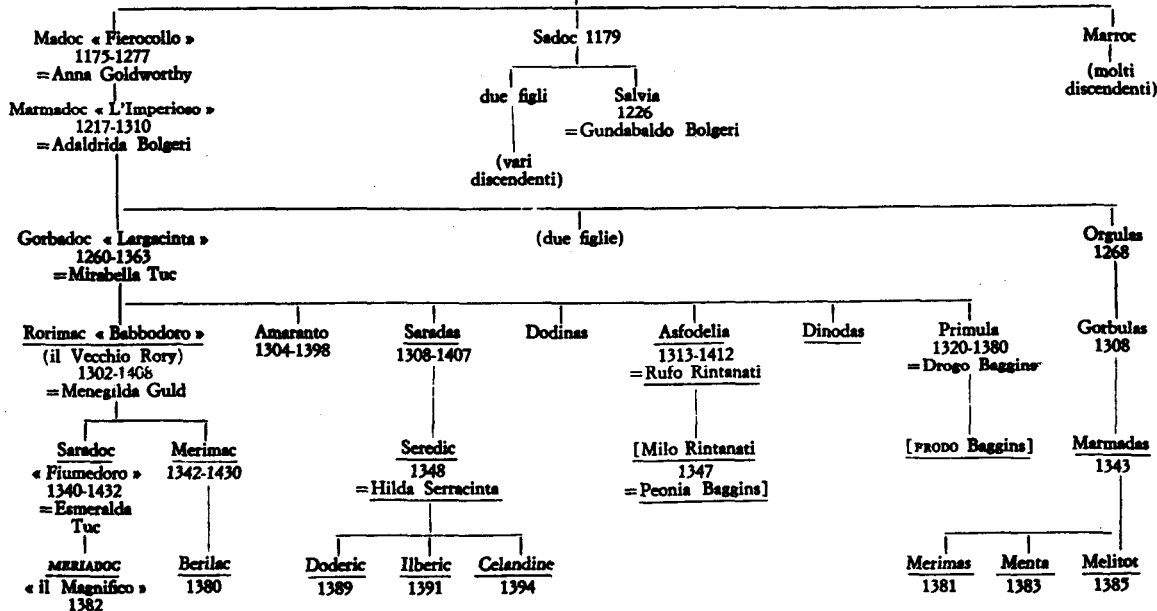 Madoc « Fierocollo »
1175-1277
=Anna Goldworthy
Sadoc 1179
Marroc
(molti
discendenti)
due figli
Salvia
1226
=Gundabaldo Bolgeri
(vari
discendenti)
Marmadoc « L'Imperioso »
1217-1310
=Adaldrida Bolgeri
Gorbadoc « Largacinta »
1260-1363
=Mirabella Tuc
(due figlie)
Orgulas
1268
Rorimac « Babbodoro »
(il Vecchio Rory)
1302-1408
=Menegilda Guld
Amaranto
1304-1398
Saradas
1308-1407
Dodinas
Asfodelia
1313-1412
=Rufo Rintanati
Dinodas
Primula
1320-1380
=Drogo Baggins
Gorbulas
1308
Saradoc
« Fiumedoro »
1340-1432
=Esmeralda
Tuc
Merimac
1342-1430
Seredic
1348
=Hilda Serracinta
[Milo Rintanati
1347
=Peonia Baggins]
[FRODO Baggins]
Marmadas
1343
MERIADOC
« il Magnifico »
1382
Berilac
1380
Doderic
1389
Ilberic
1391
Celandine
1394
Merimas
1381
Menta
1383
Melitot
1385